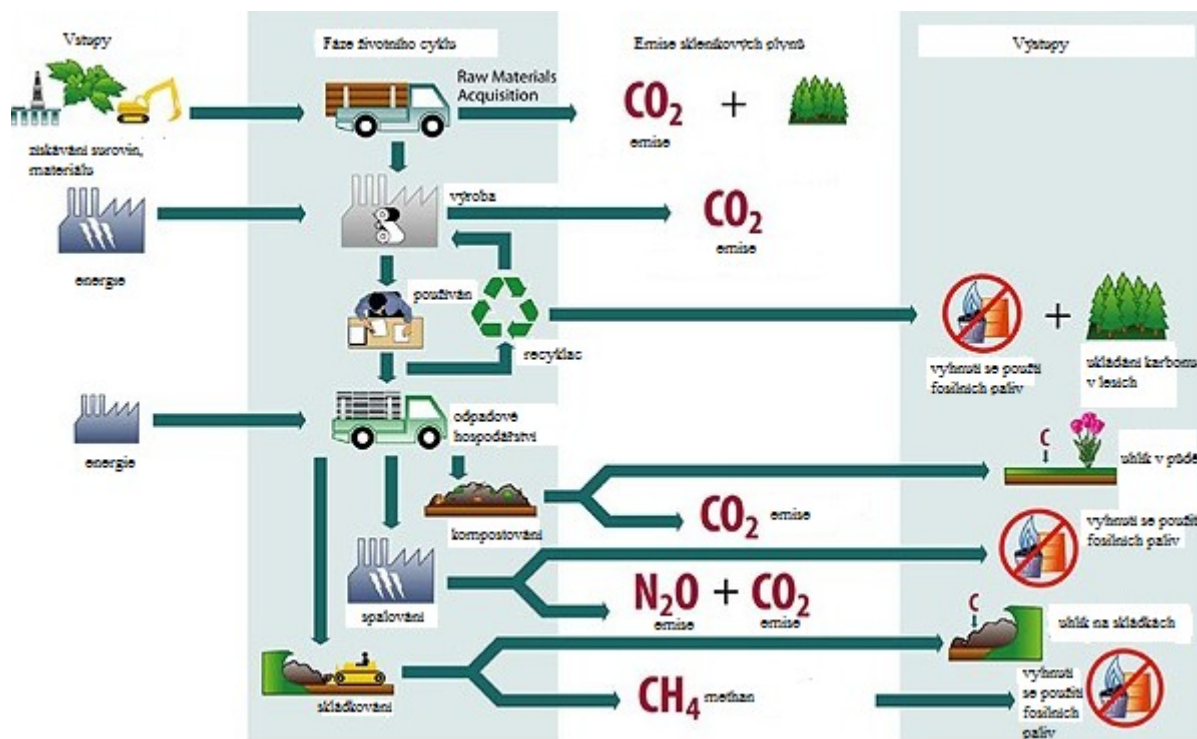 Vstupy
Fáze životního cyklu
Emise skleníkových plynů
Výstupy
Raw Materials
Acquisition
CO2
+
emise
získávání surovin,
materiálu
výroba
CO2
emise
energie
používán
recyklac
+
vyhnutí se použi
fosilních paliv
ukládání karbonu
v lesích
odpadové
hospodářství
energie
C
uhlík v půdě
kompostování
CO2 emise
vyhnutí se použití
fosilních paliv
spalování
N2O + CO2
emise
emise
C
uhlík na skládkách
skládkování
CH4 methan
vyhnutí
se použití
fosilních
paliv